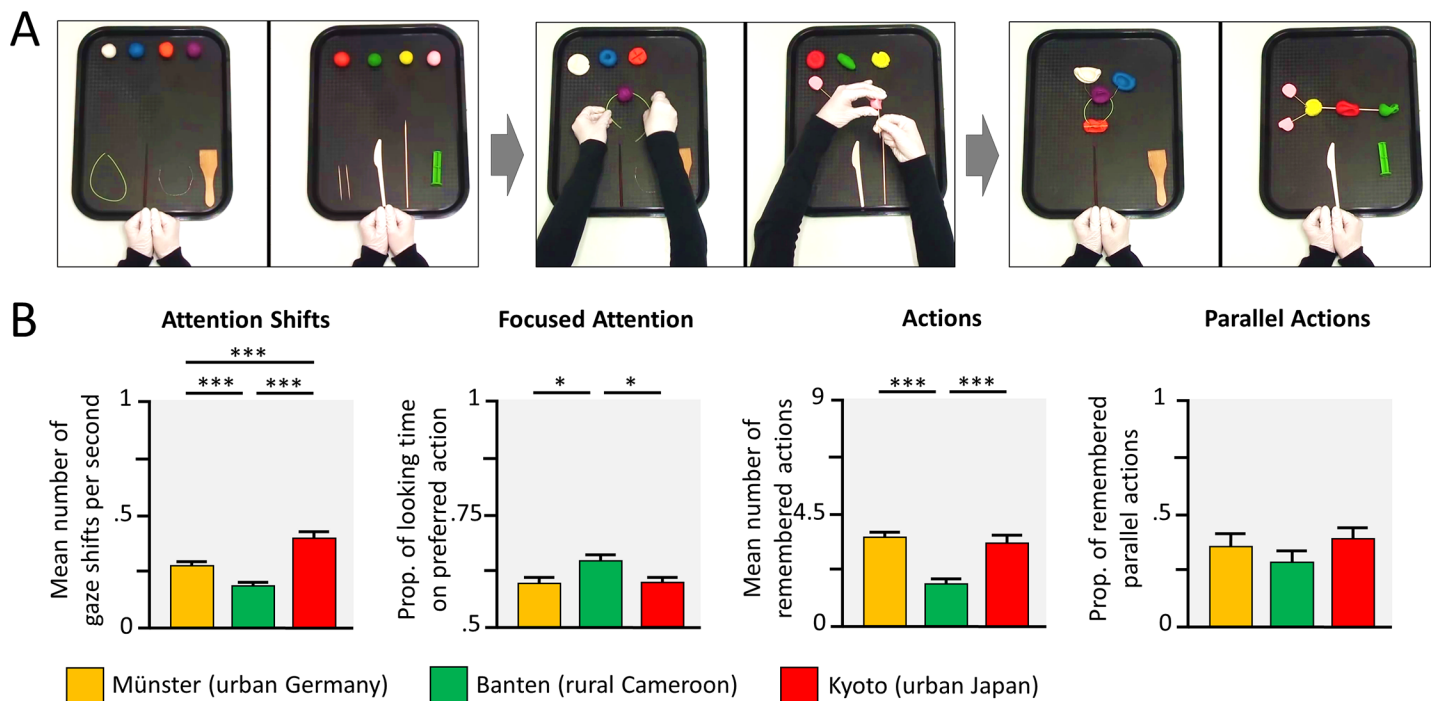 A
B
Attention Shifts
Focused Attention
Actions
Parallel Actions
***
***
***
Mean number of
gaze shifts per second
1
.5
0
*
*
Prop. of looking time
on preferred action
1
.75
.5
***
***
Mean number of
remembered actions
9
4.5
0
Prop. of remembered
parallel actions
1
.5
0
Münster (urban Germany)
Banten (rural Cameroon)
Kyoto (urban Japan)